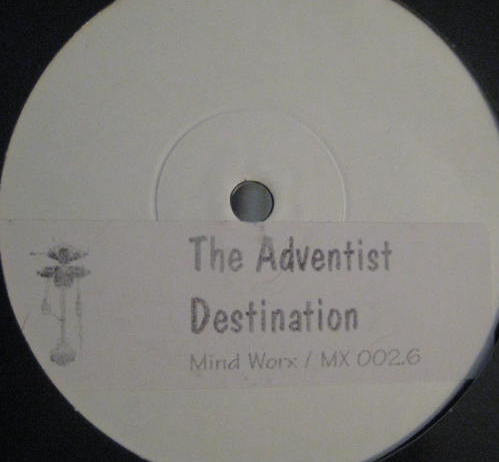 The Adventist
Destination
Mind Worx / MX 002.6